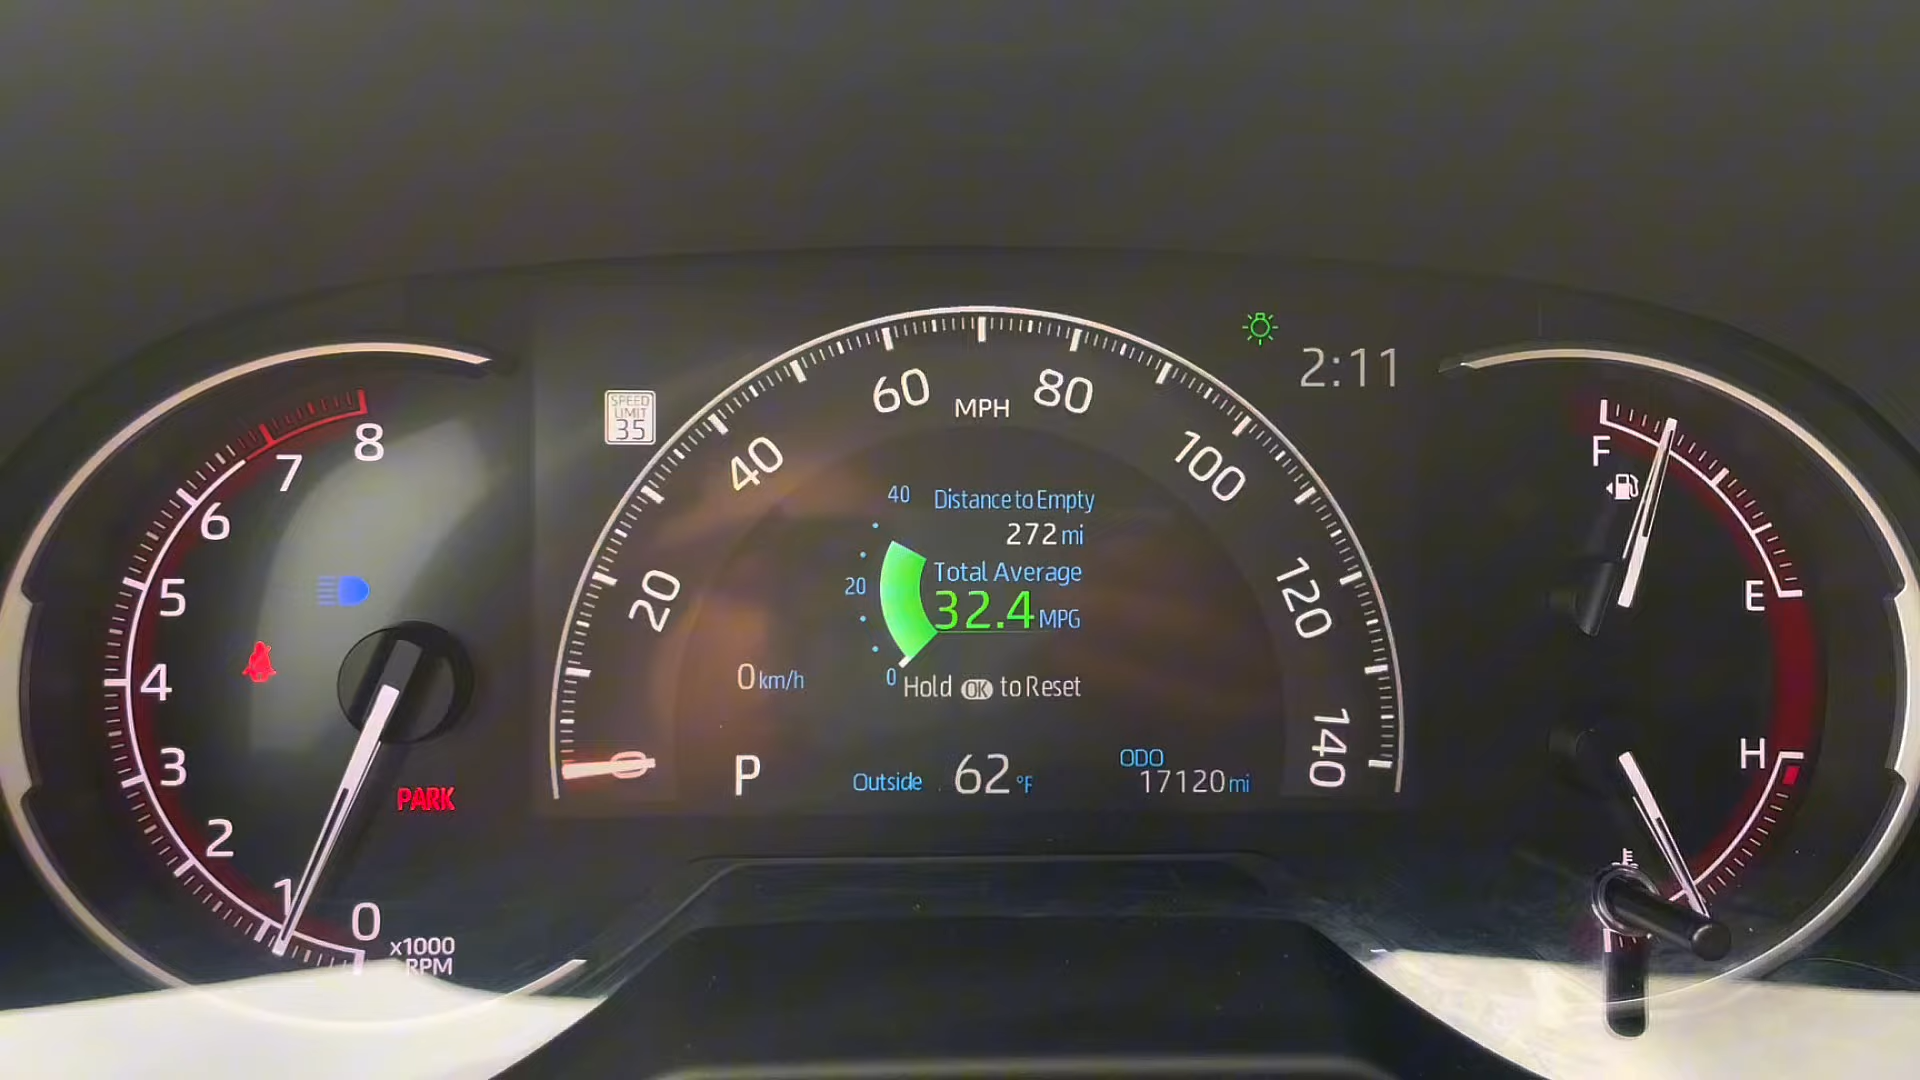 SPEED
LIMIT
35
2:11
8
7
6
5
4
3
2
1
0
x1000
RPM
PARK
0
20
40
60
MPH
80
100
120
140
40
20
0
Distance to Empty
272 mi
Total Average
32.4 MPG
Hold OK to Reset
0 km/h
P
Outside 62 °F
ODO
17120 mi
F
E
H